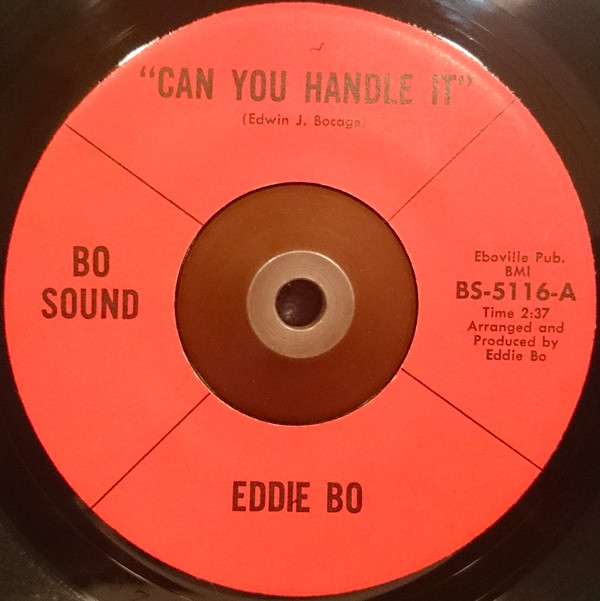 "CAN YOU HANDLE IT"
(Edwin J. Bocage)
BO
SOUND
Eboville Pub.
BMI
BS-5116-A
Time 2:37
Arranged and
Produced by
Eddie Bo
EDDIE BO